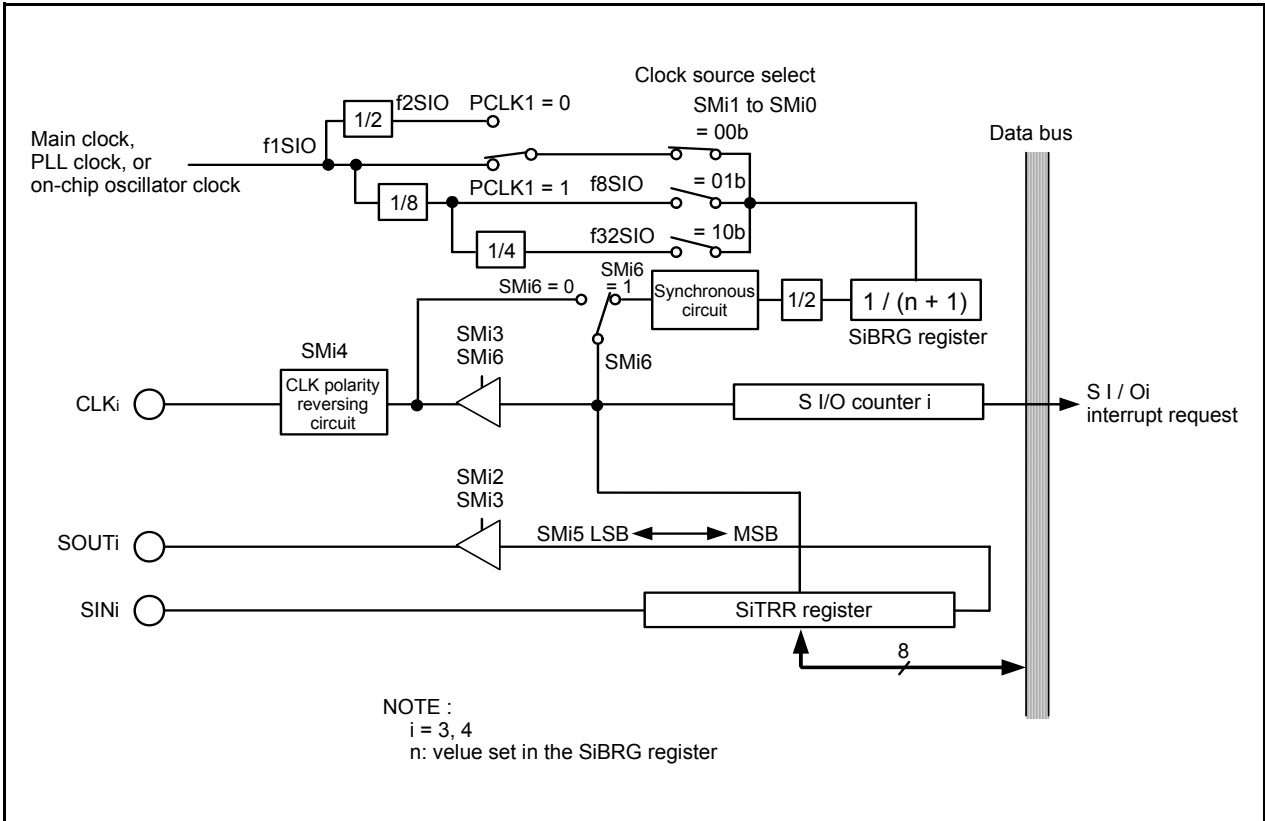 Clock source select
SMi1 to SMi0
= 00b
Data bus
f2SIO
PCLK1 = 0
1/2
Main clock,
PLL clock, or
on-chip oscillator clock
f1SIO
PCLK1 = 1
f8SIO
= 01b
1/8
f32SIO
= 10b
1/4
SMi6 = 0
SMi6
= 1
Synchronous
circuit
1/2
1 / (n + 1)
SiBRG register
SMi3
SMi6
SMi6
SMi4
CLK polarity
reversing
circuit
CLKi
S I/O counter i
S I / Oi
interrupt request
SMi2
SMi3
SOUTi
SMi5 LSB
MSB
SINi
SiTRR register
8
NOTE :
i = 3, 4
n: velue set in the SiBRG register